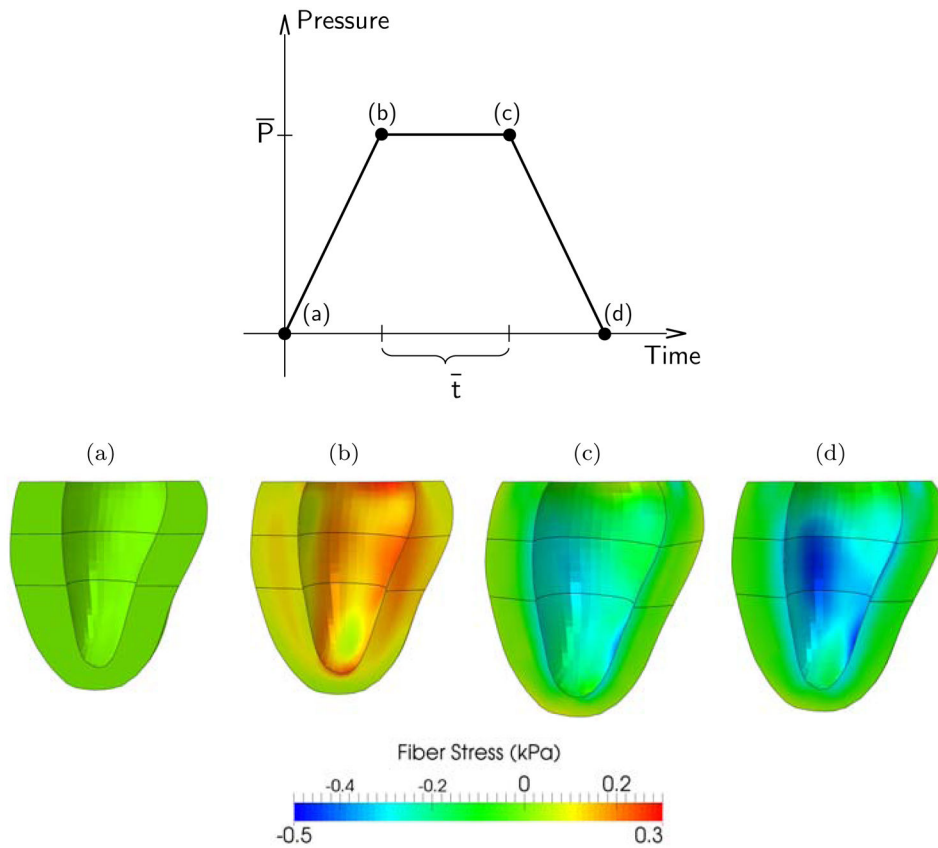 Pressure
(b) (c)
P̅
(a) (d)
Time
t̄
(a) (b) (c) (d)
Fiber Stress (kPa)
-0.4 -0.2 0 0.2
-0.5 0.3